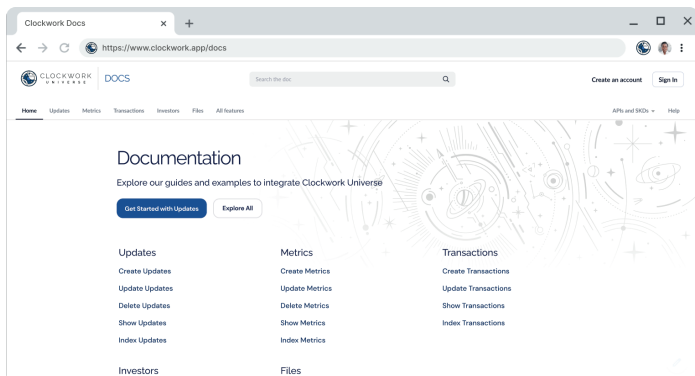 Clockwork Docs
https://www.clockwork.app/docs
CLOCKWORK
UNIVERSE
DOCS
Search the doc
Create an account
Sign In
Home Updates Metrics Transactions Investors Files All features
APIs and SKDs
Help
Documentation
Explore our guides and examples to integrate Clockwork Universe
Get Started with Updates
Explore All
Updates
Create Updates
Update Updates
Delete Updates
Show Updates
Index Updates
Metrics
Create Metrics
Update Metrics
Delete Metrics
Show Metrics
Index Metrics
Transactions
Create Transactions
Update Transactions
Show Transactions
Index Transactions
Investors
Files